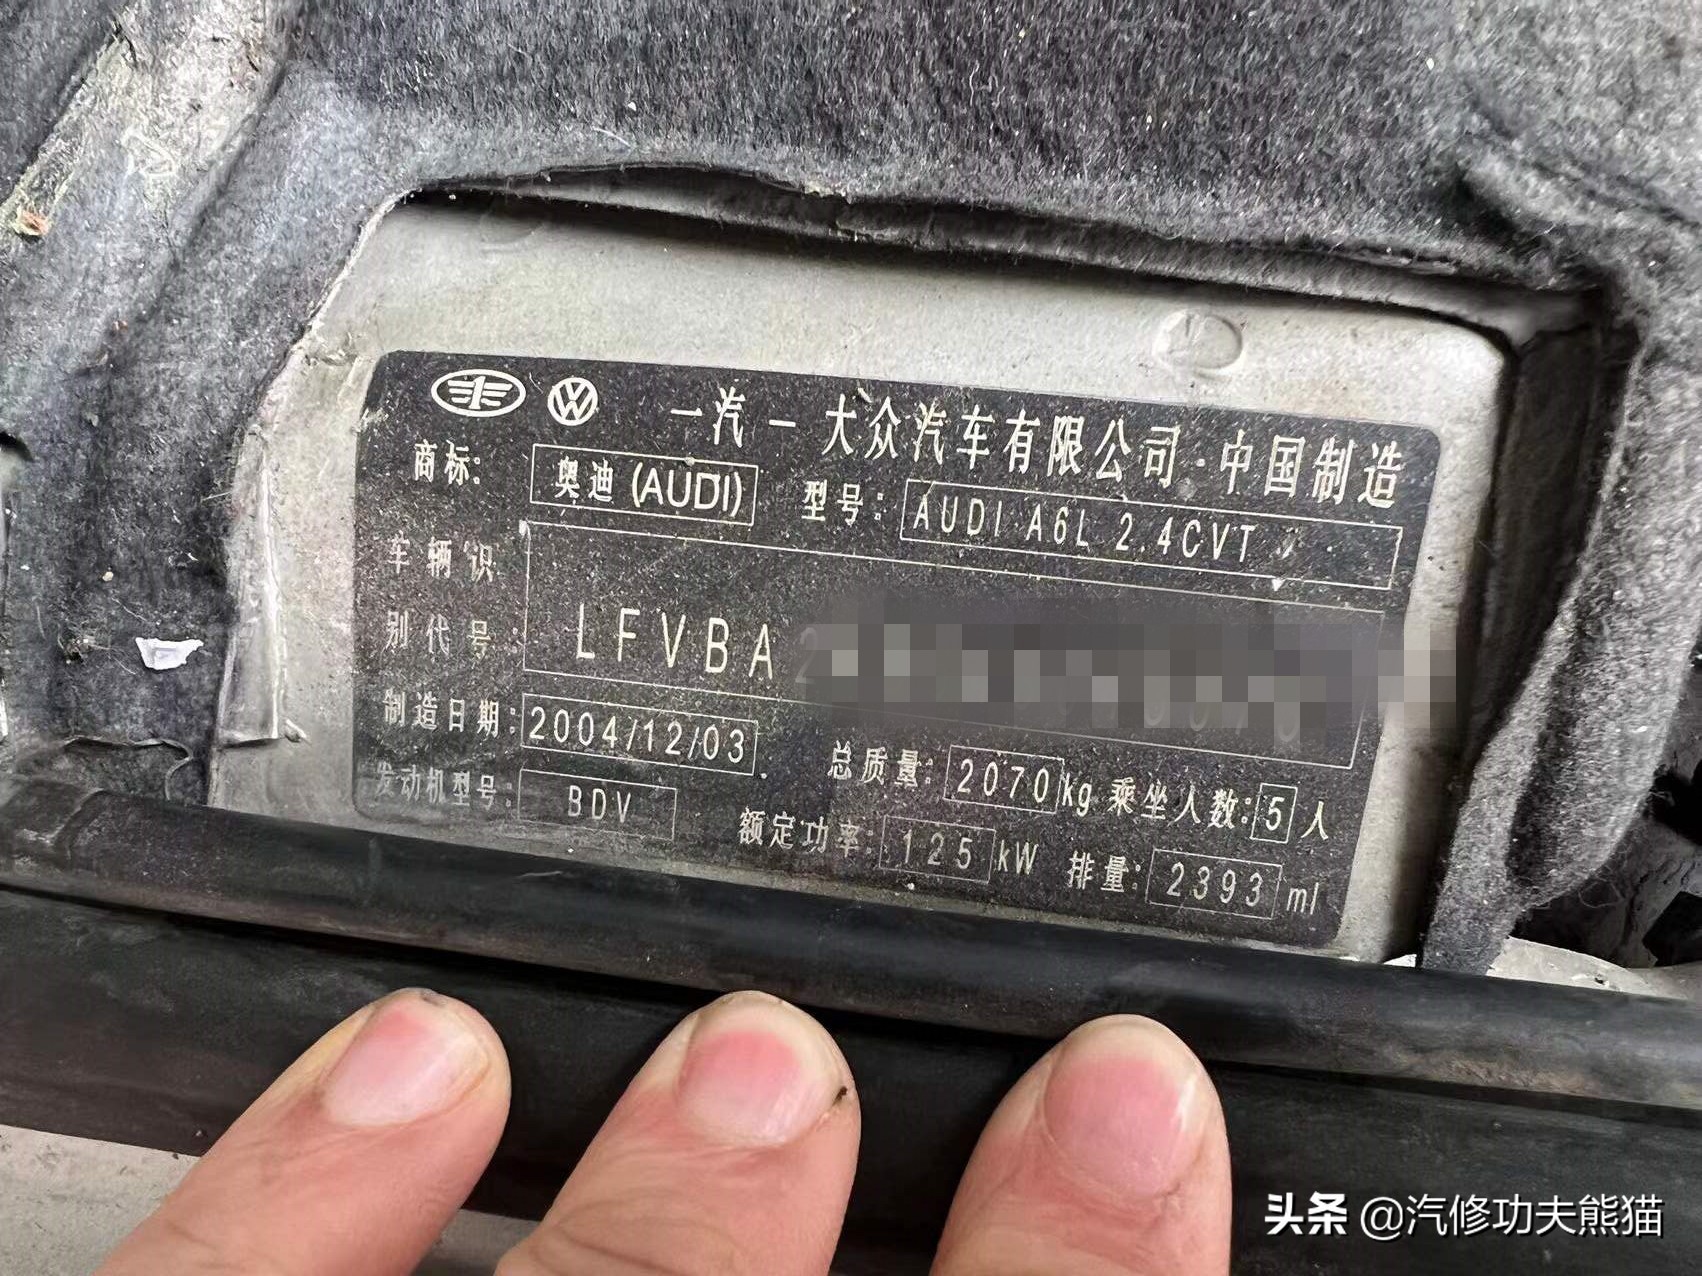 一汽一大众汽车有限公司·中国制造
商标: 奥迪 (AUDI) 型号: AUDI A6L 2.4CVT
车辆识
别代号: LFVBA
制造日期: 2004/12/03 总质量: 2070 kg 乘坐人数: 5 人
发动机型号: BDV 额定功率: 125 kW 排量: 2393 ml
头条 @汽修功夫熊猫